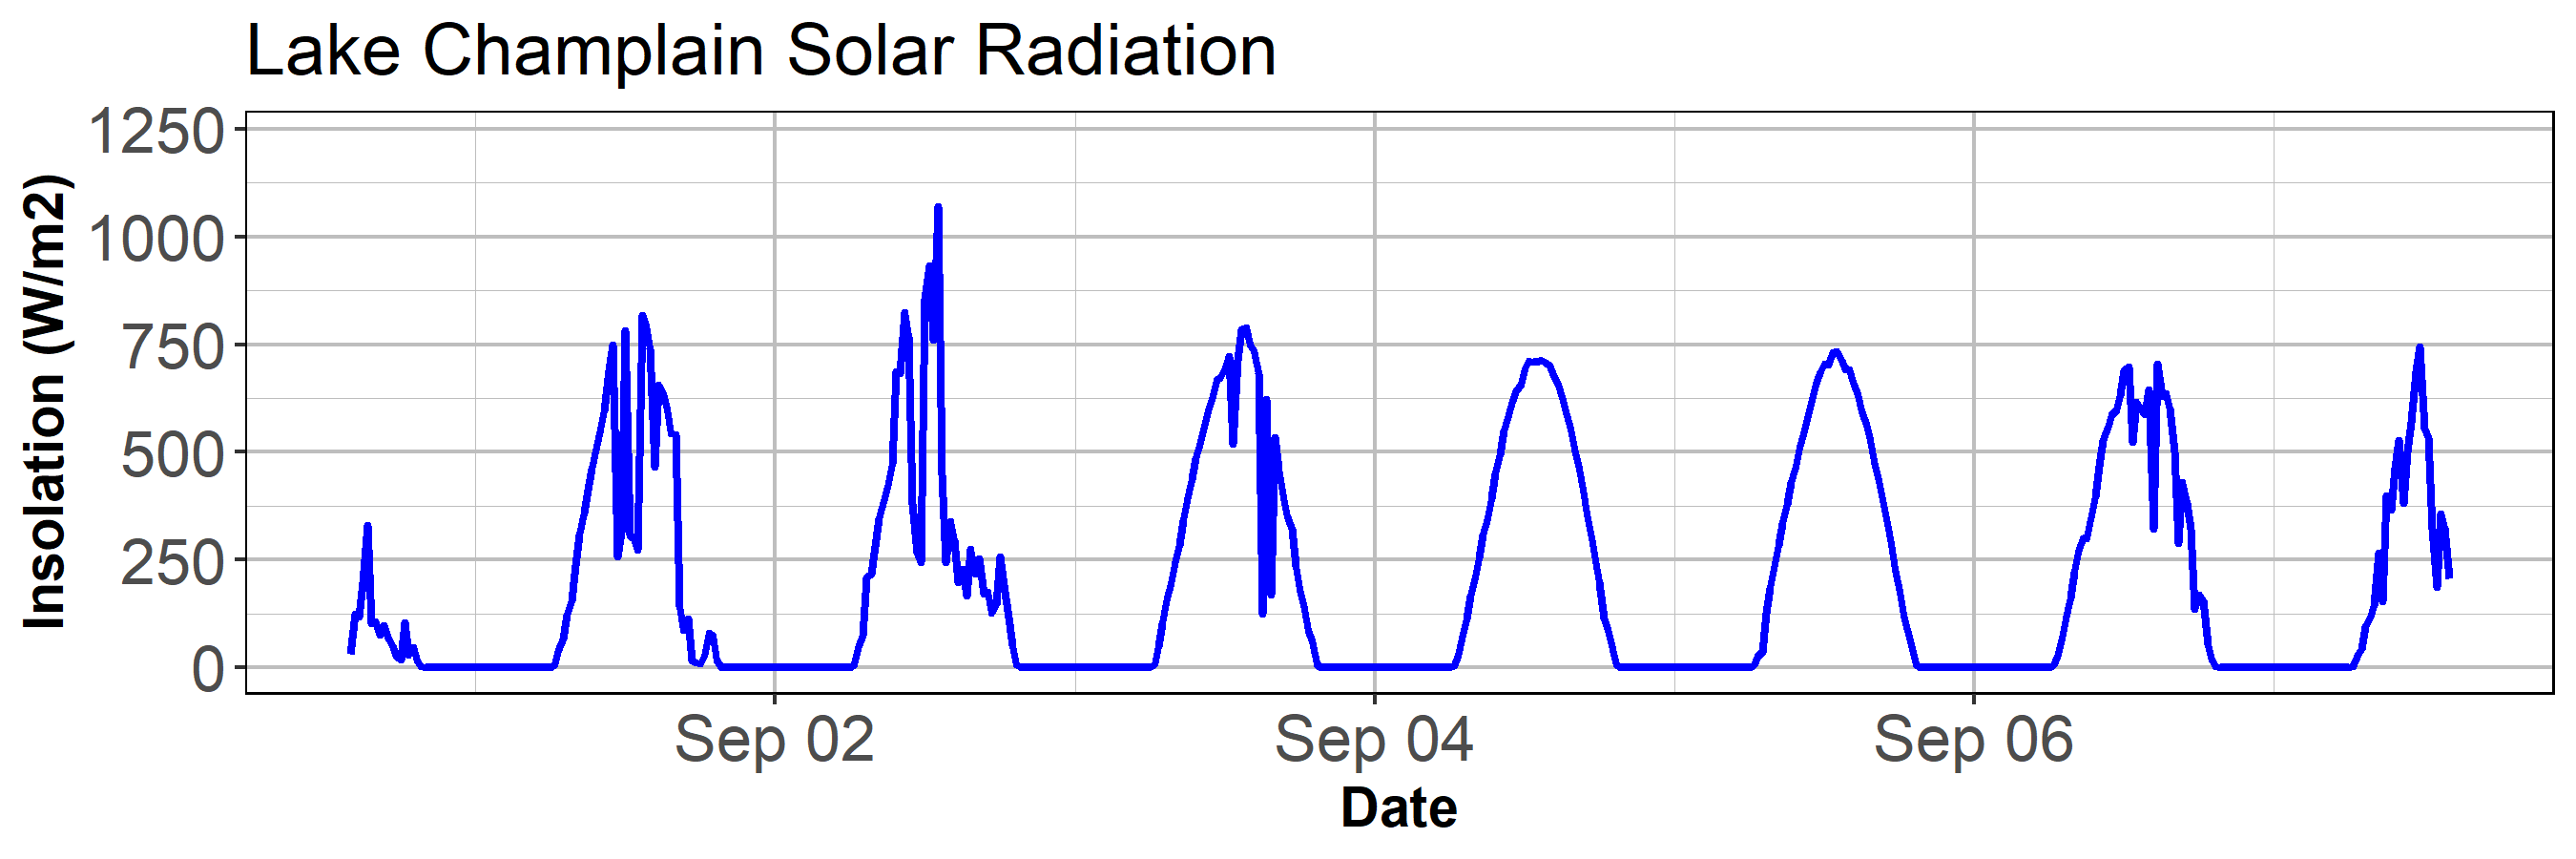 Lake Champlain Solar Radiation
1250
1000
750
500
250
0
Insolation (W/m2)
Sep 02 Sep 04 Sep 06
Date